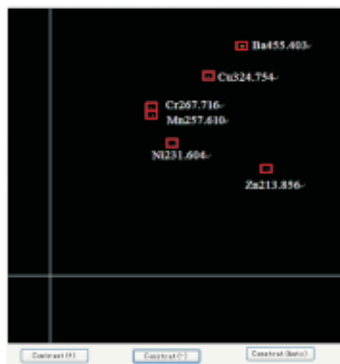 Ba455.403
Cu324.754
Cr267.716
Mn257.610
Ni231.604
Zn213.856
Contrast(+)
Contrast(-)
Contrast(Auto)